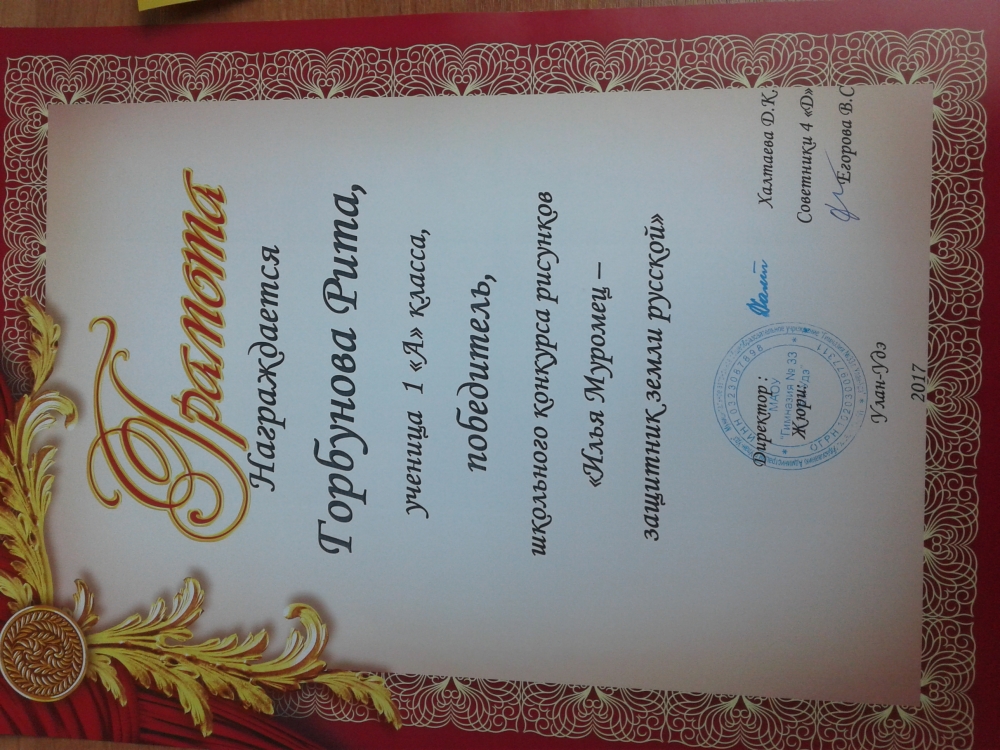 Грамота
Награждается
Горбунова Рита,
ученица 1 «А» класса,
победитель,
школьного конкурса рисунков
«Илья Муромец –
защитник земли русской»
Директор : Халтаева Д.К.
Жюри: Советники 4 «D»
Егорова В.С
МАОУ
"Гимназия № 33
Улан-Удэ
2017